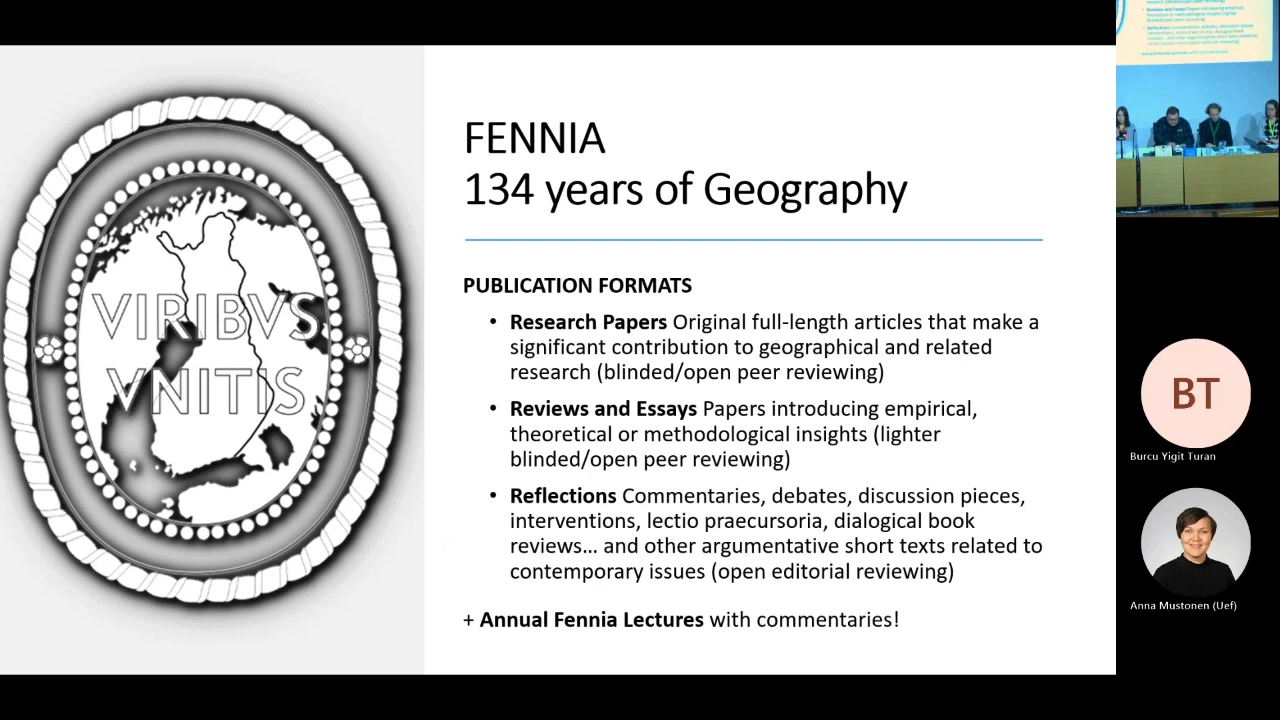 VIRIBVS
VNITIS
FENNIA
134 years of Geography
PUBLICATION FORMATS
• Research Papers Original full-length articles that make a
significant contribution to geographical and related
research (blinded/open peer reviewing)
• Reviews and Essays Papers introducing empirical,
theoretical or methodological insights (lighter
blinded/open peer reviewing)
• Reflections Commentaries, debates, discussion pieces,
interventions, lectio praecursoria, dialogical book
reviews... and other argumentative short texts related to
contemporary issues (open editorial reviewing)
+ Annual Fennia Lectures with commentaries!
BT
Burcu Yigit Turan
Anna Mustonen (Uef)